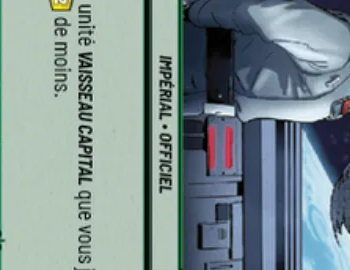 IMPÉRIAL • OFFICIEL
unité VAISSEAU CAPITAL que vous j
de moins.